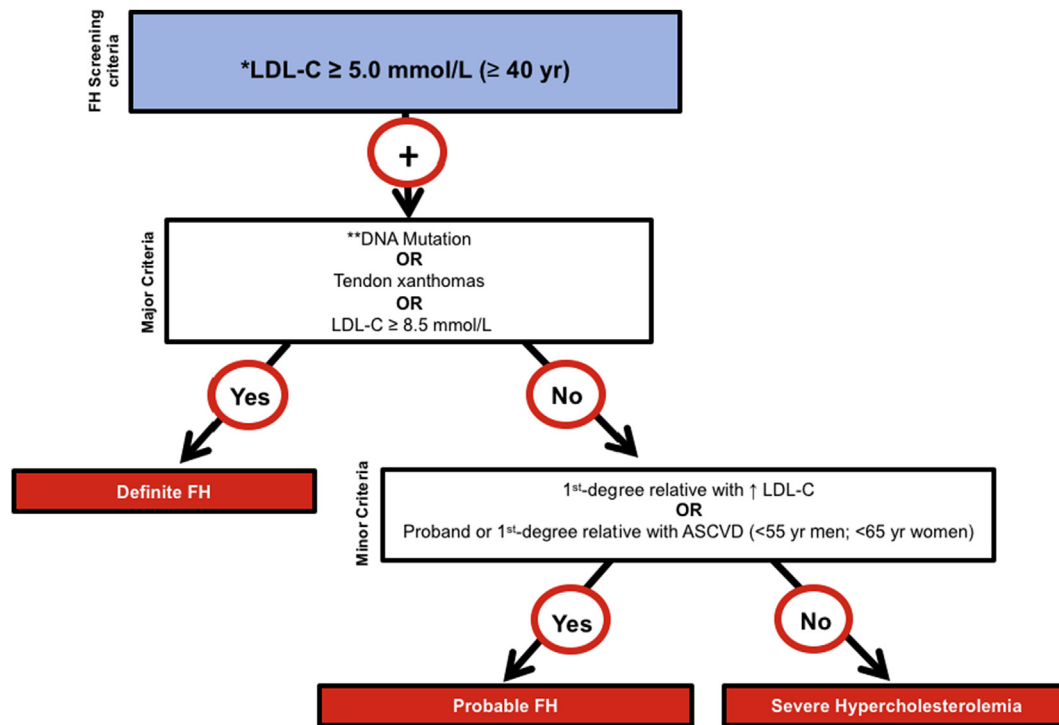 FH Screening
criteria
*LDL-C ≥ 5.0 mmol/L (≥ 40 yr)
+
Major Criteria
**DNA Mutation
OR
Tendon xanthomas
OR
LDL-C ≥ 8.5 mmol/L
Yes
No
Definite FH
Minor Criteria
1st-degree relative with ↑ LDL-C
OR
Proband or 1st-degree relative with ASCVD (<55 yr men; <65 yr women)
Yes
No
Probable FH
Severe Hypercholesterolemia